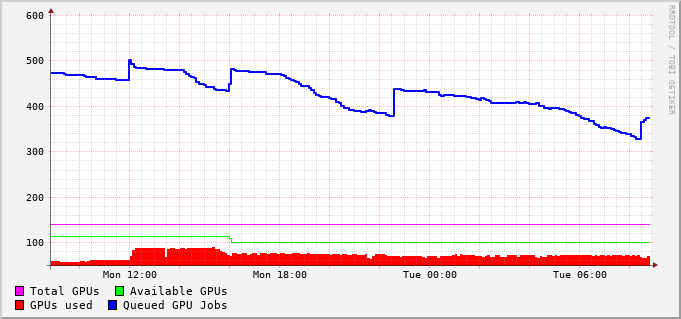 600
500
400
300
200
100
Mon 12:00 Mon 18:00 Tue 00:00 Tue 06:00
Total GPUs Available GPUs
GPUs used Queued GPU Jobs
RRDTOOL / TOBI OETIKER